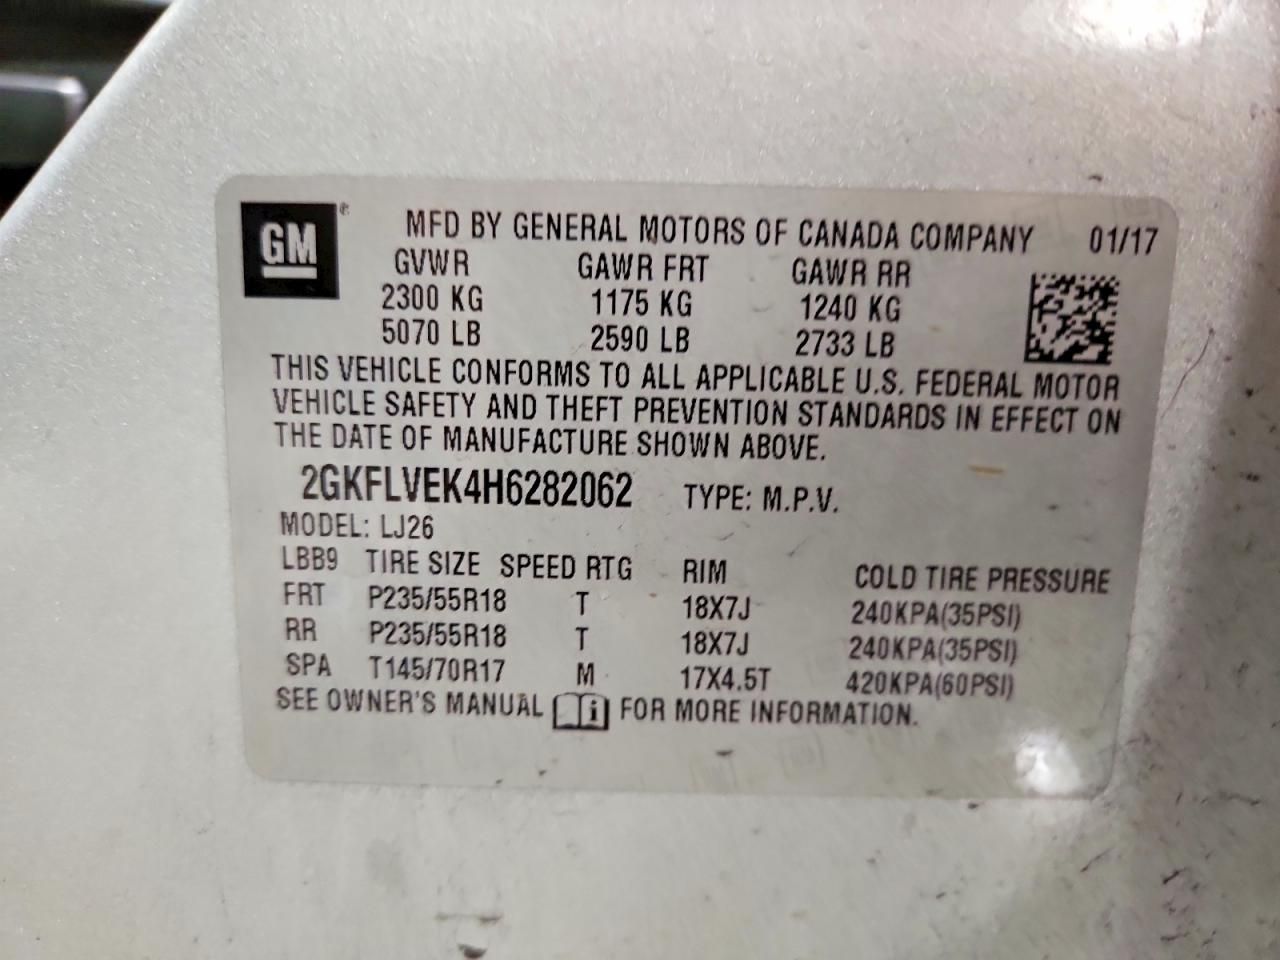 GM ® MFD BY GENERAL MOTORS OF CANADA COMPANY 01/17
GVWR GAWR FRT GAWR RR
2300 KG 1175 KG 1240 KG
5070 LB 2590 LB 2733 LB
THIS VEHICLE CONFORMS TO ALL APPLICABLE U.S. FEDERAL MOTOR
VEHICLE SAFETY AND THEFT PREVENTION STANDARDS IN EFFECT ON
THE DATE OF MANUFACTURE SHOWN ABOVE.
2GKFLVEK4H6282062 TYPE: M.P.V.
MODEL: LJ26
LBB9 TIRE SIZE SPEED RTG RIM COLD TIRE PRESSURE
FRT P235/55R18 T 18X7J 240KPA(35PSI)
RR P235/55R18 T 18X7J 240KPA(35PSI)
SPA T145/70R17 M 17X4.5T 420KPA(60PSI)
SEE OWNER'S MANUAL i FOR MORE INFORMATION.